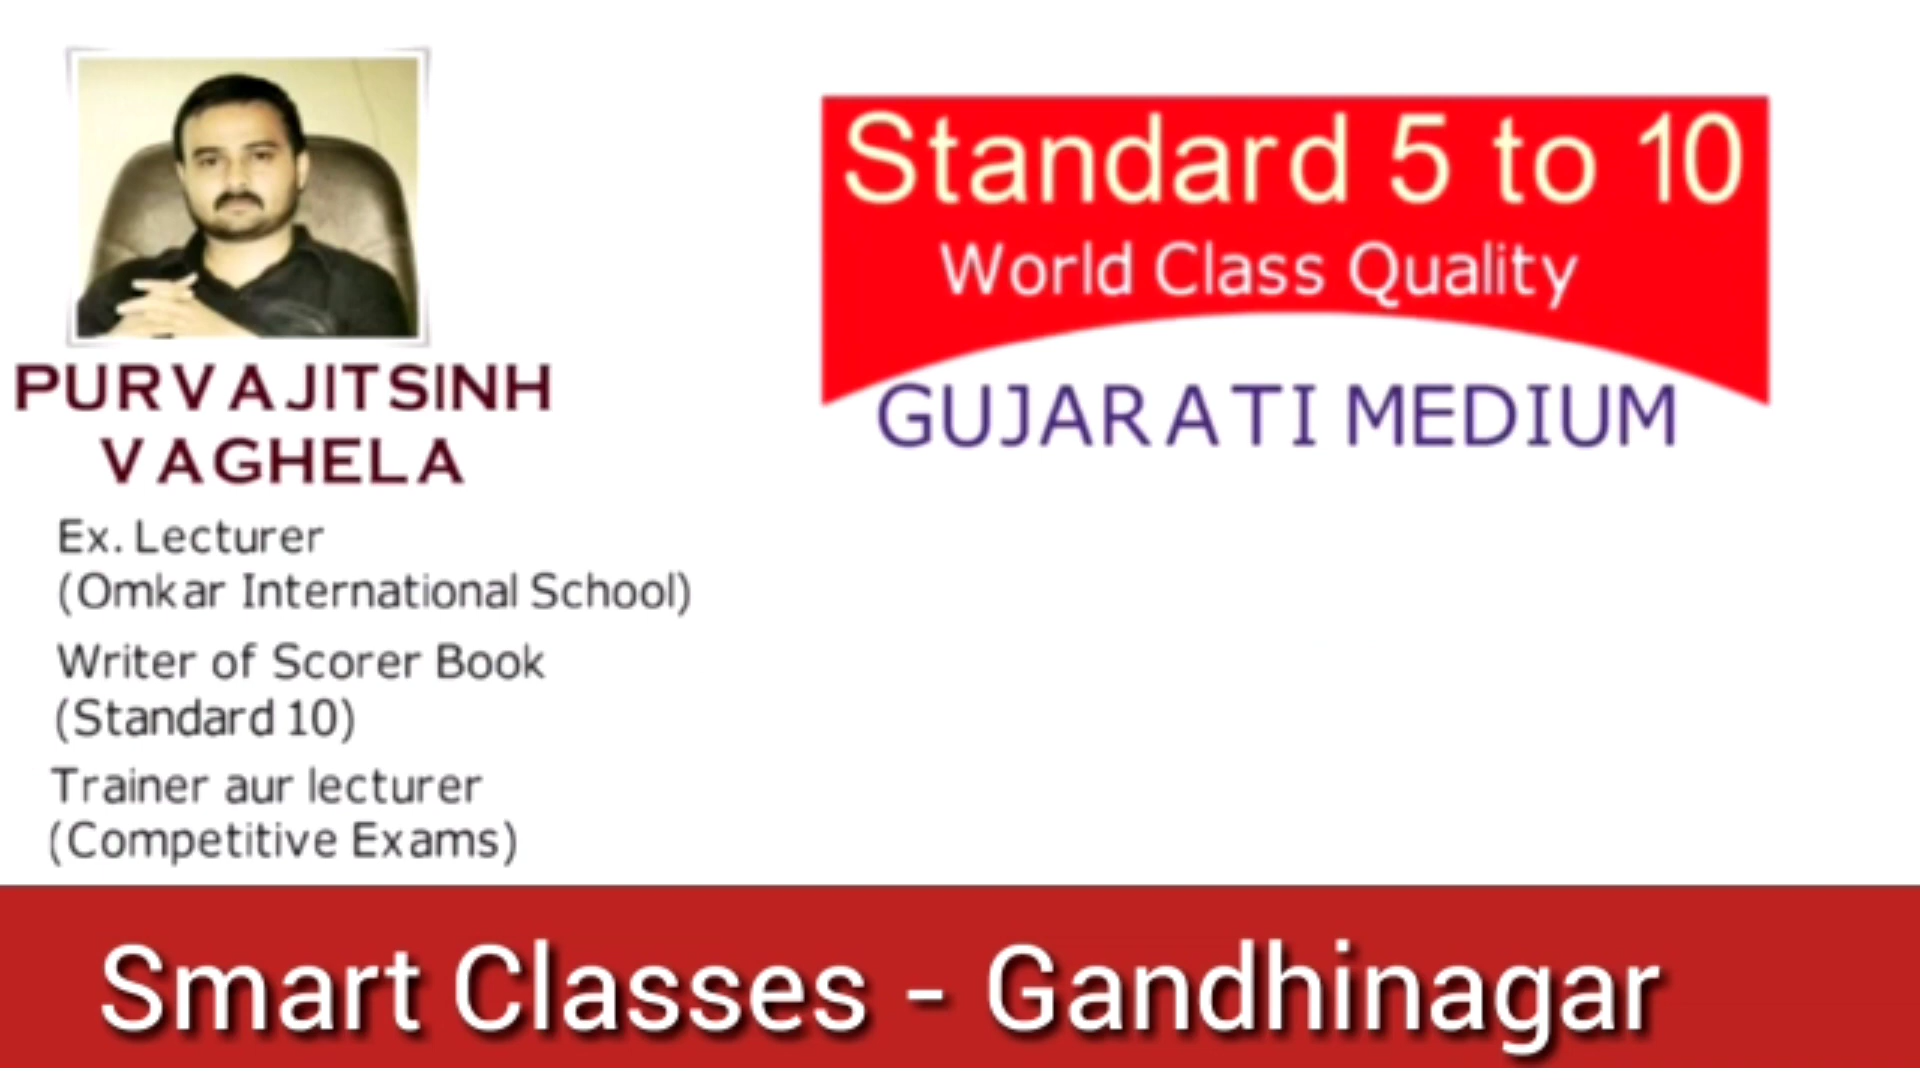 PURVAJITSINH
VAGHELA
Ex. Lecturer
(Omkar International School)
Writer of Scorer Book
(Standard 10)
Trainer aur lecturer
(Competitive Exams)
Standard 5 to 10
World Class Quality
GUJARATI MEDIUM
Smart Classes - Gandhinagar